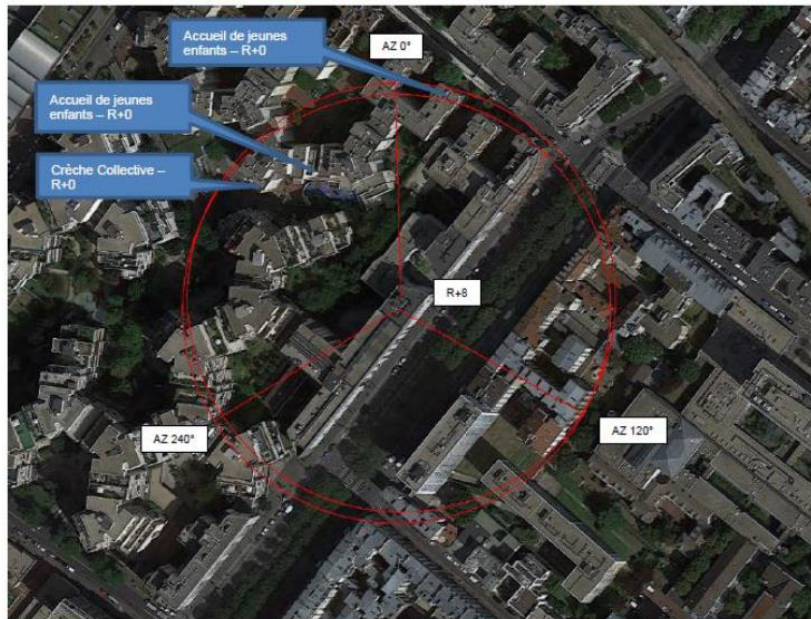 Accueil de jeunes
enfants – R+0
AZ 0°
Accueil de jeunes
enfants – R+0
Crèche Collective –
R+0
R+8
AZ 240°
AZ 120°